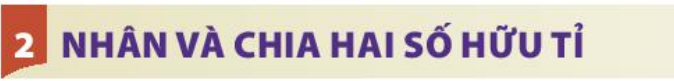 2 NHÂN VÀ CHIA HAI SỐ HỮU TỈ